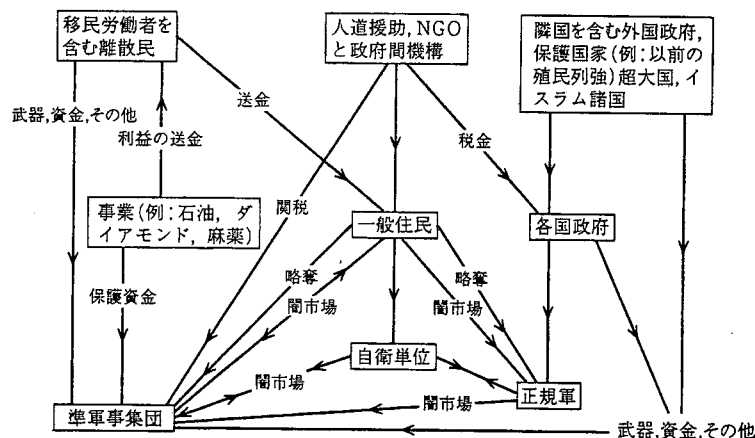 移民労働者を
含む離散民
人道援助, NGO
と政府間機構
隣国を含む外国政府,
保護国家(例:以前の
殖民列強)超大国, イ
スラム諸国
送金
武器,資金,その他
利益の送金
税金
事業(例:石油, ダ
イアモンド, 麻薬)
関税
一般住民
各国政府
略奪
略奪
保護資金
闇市場
闇市場
自衛単位
闇市場
正規軍
闇市場
準軍事集団
武器,資金,その他